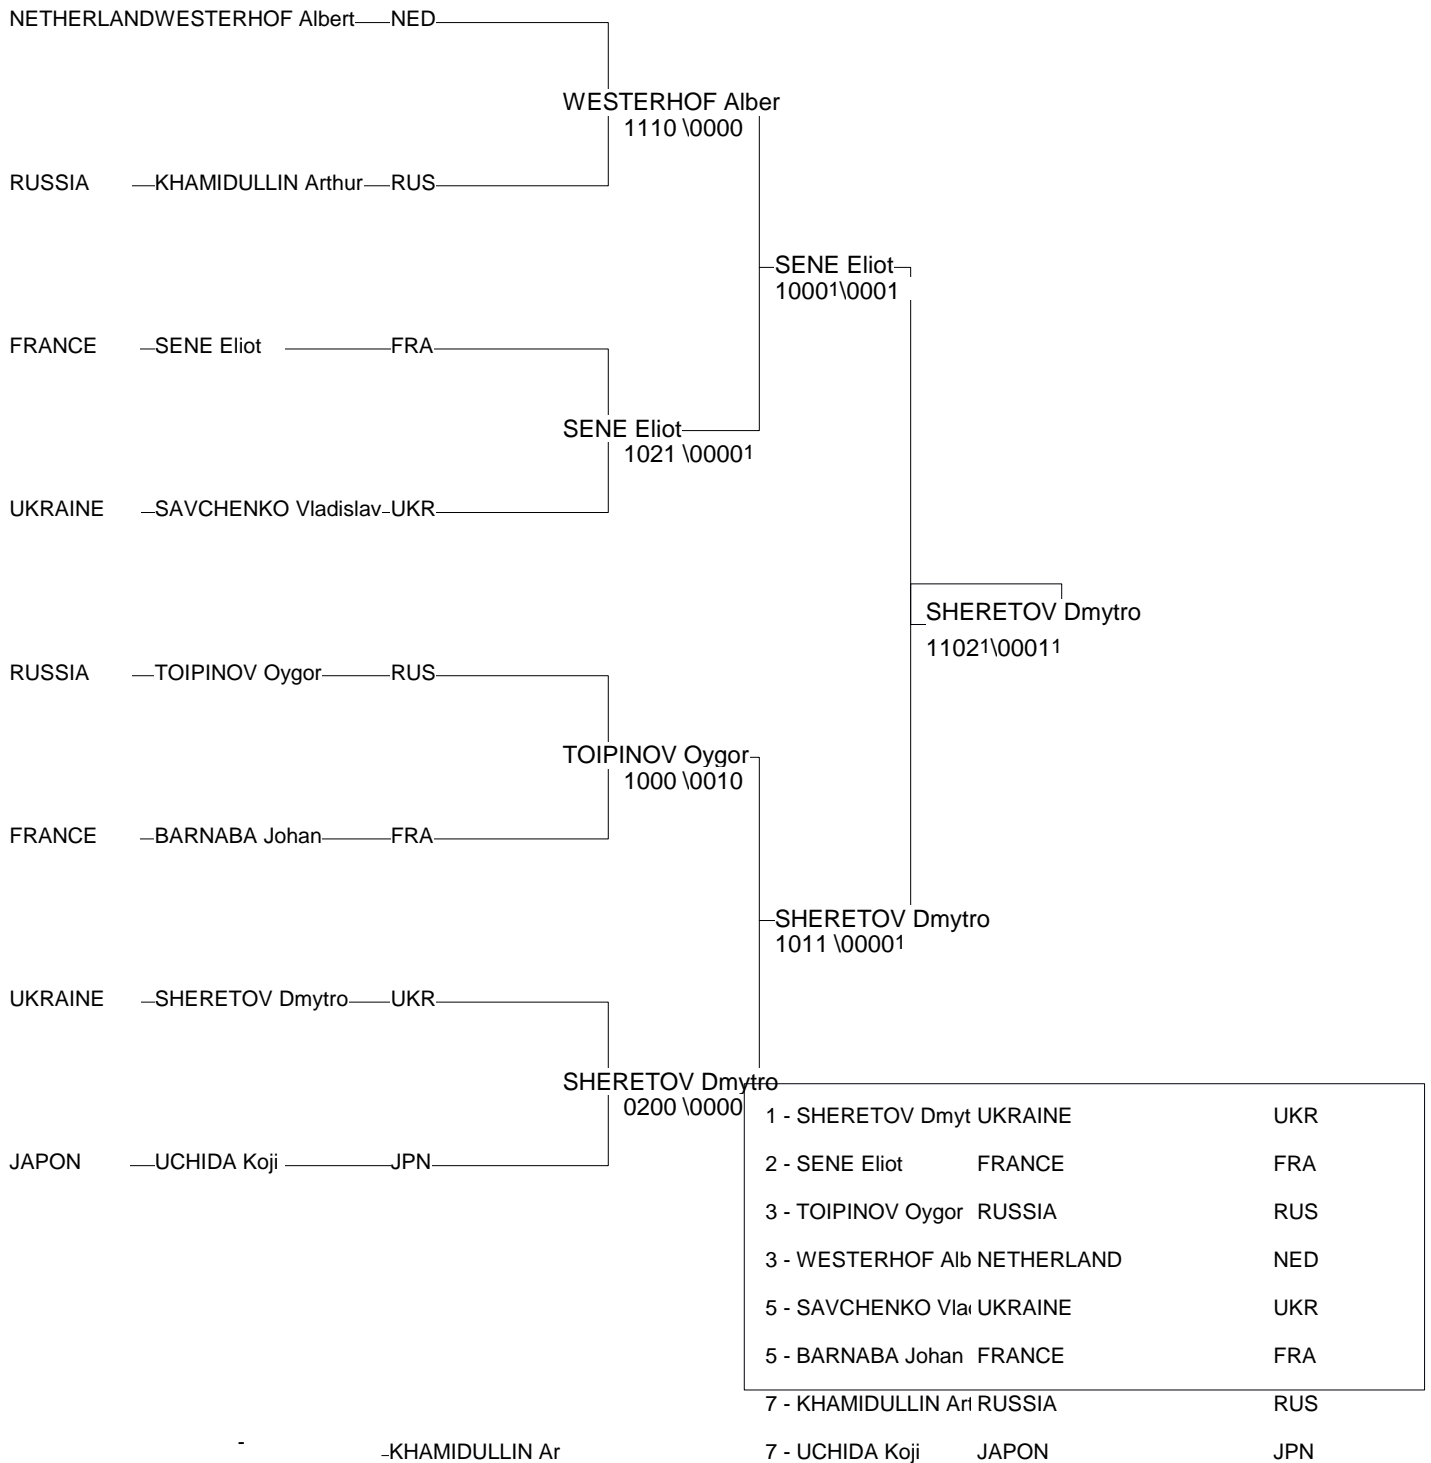 NETHERLANDWESTERHOF Albert NED
WESTERHOF Alber
1110 \0000
RUSSIA KHAMIDULLIN Arthur RUS
SENE Eliot
10001\0001
FRANCE SENE Eliot FRA
SENE Eliot
1021 \00001
UKRAINE SAVCHENKO Vladislav UKR
SHERETOV Dmytro
11021\00011
RUSSIA TOIPINOV Oygor RUS
TOIPINOV Oygor
1000 \0010
FRANCE BARNABA Johan FRA
SHERETOV Dmytro
1011 \00001
UKRAINE SHERETOV Dmytro UKR
SHERETOV Dmytro
0200 \0000
JAPON UCHIDA Koji JPN
1 - SHERETOV Dmyt UKRAINE UKR
2 - SENE Eliot FRANCE FRA
3 - TOIPINOV Oygor RUSSIA RUS
3 - WESTERHOF Alb NETHERLAND NED
5 - SAVCHENKO Vla UKRAINE UKR
5 - BARNABA Johan FRANCE FRA
7 - KHAMIDULLIN Art RUSSIA RUS
- KHAMIDULLIN Ar
7 - UCHIDA Koji JAPON JPN